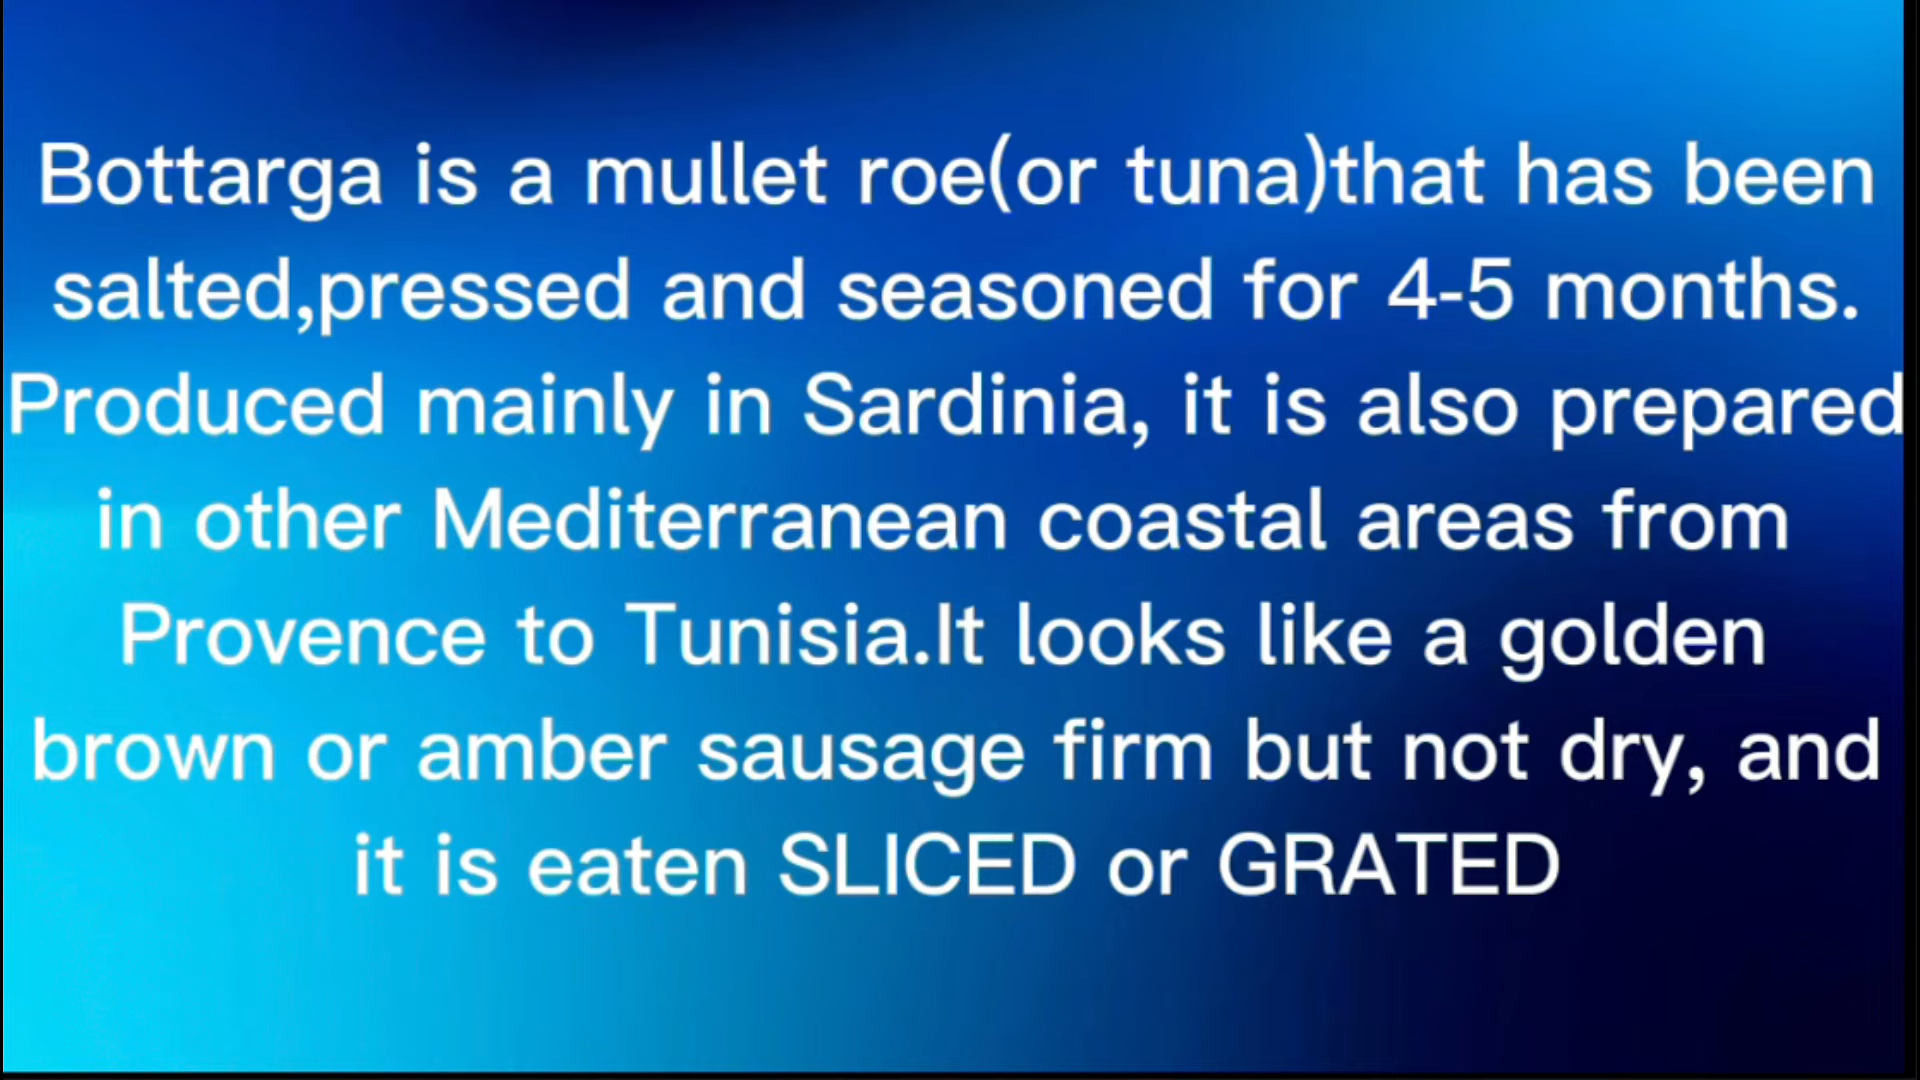 Bottarga is a mullet roe(or tuna)that has been
salted,pressed and seasoned for 4-5 months.
Produced mainly in Sardinia, it is also prepared
in other Mediterranean coastal areas from
Provence to Tunisia.It looks like a golden
brown or amber sausage firm but not dry, and
it is eaten SLICED or GRATED